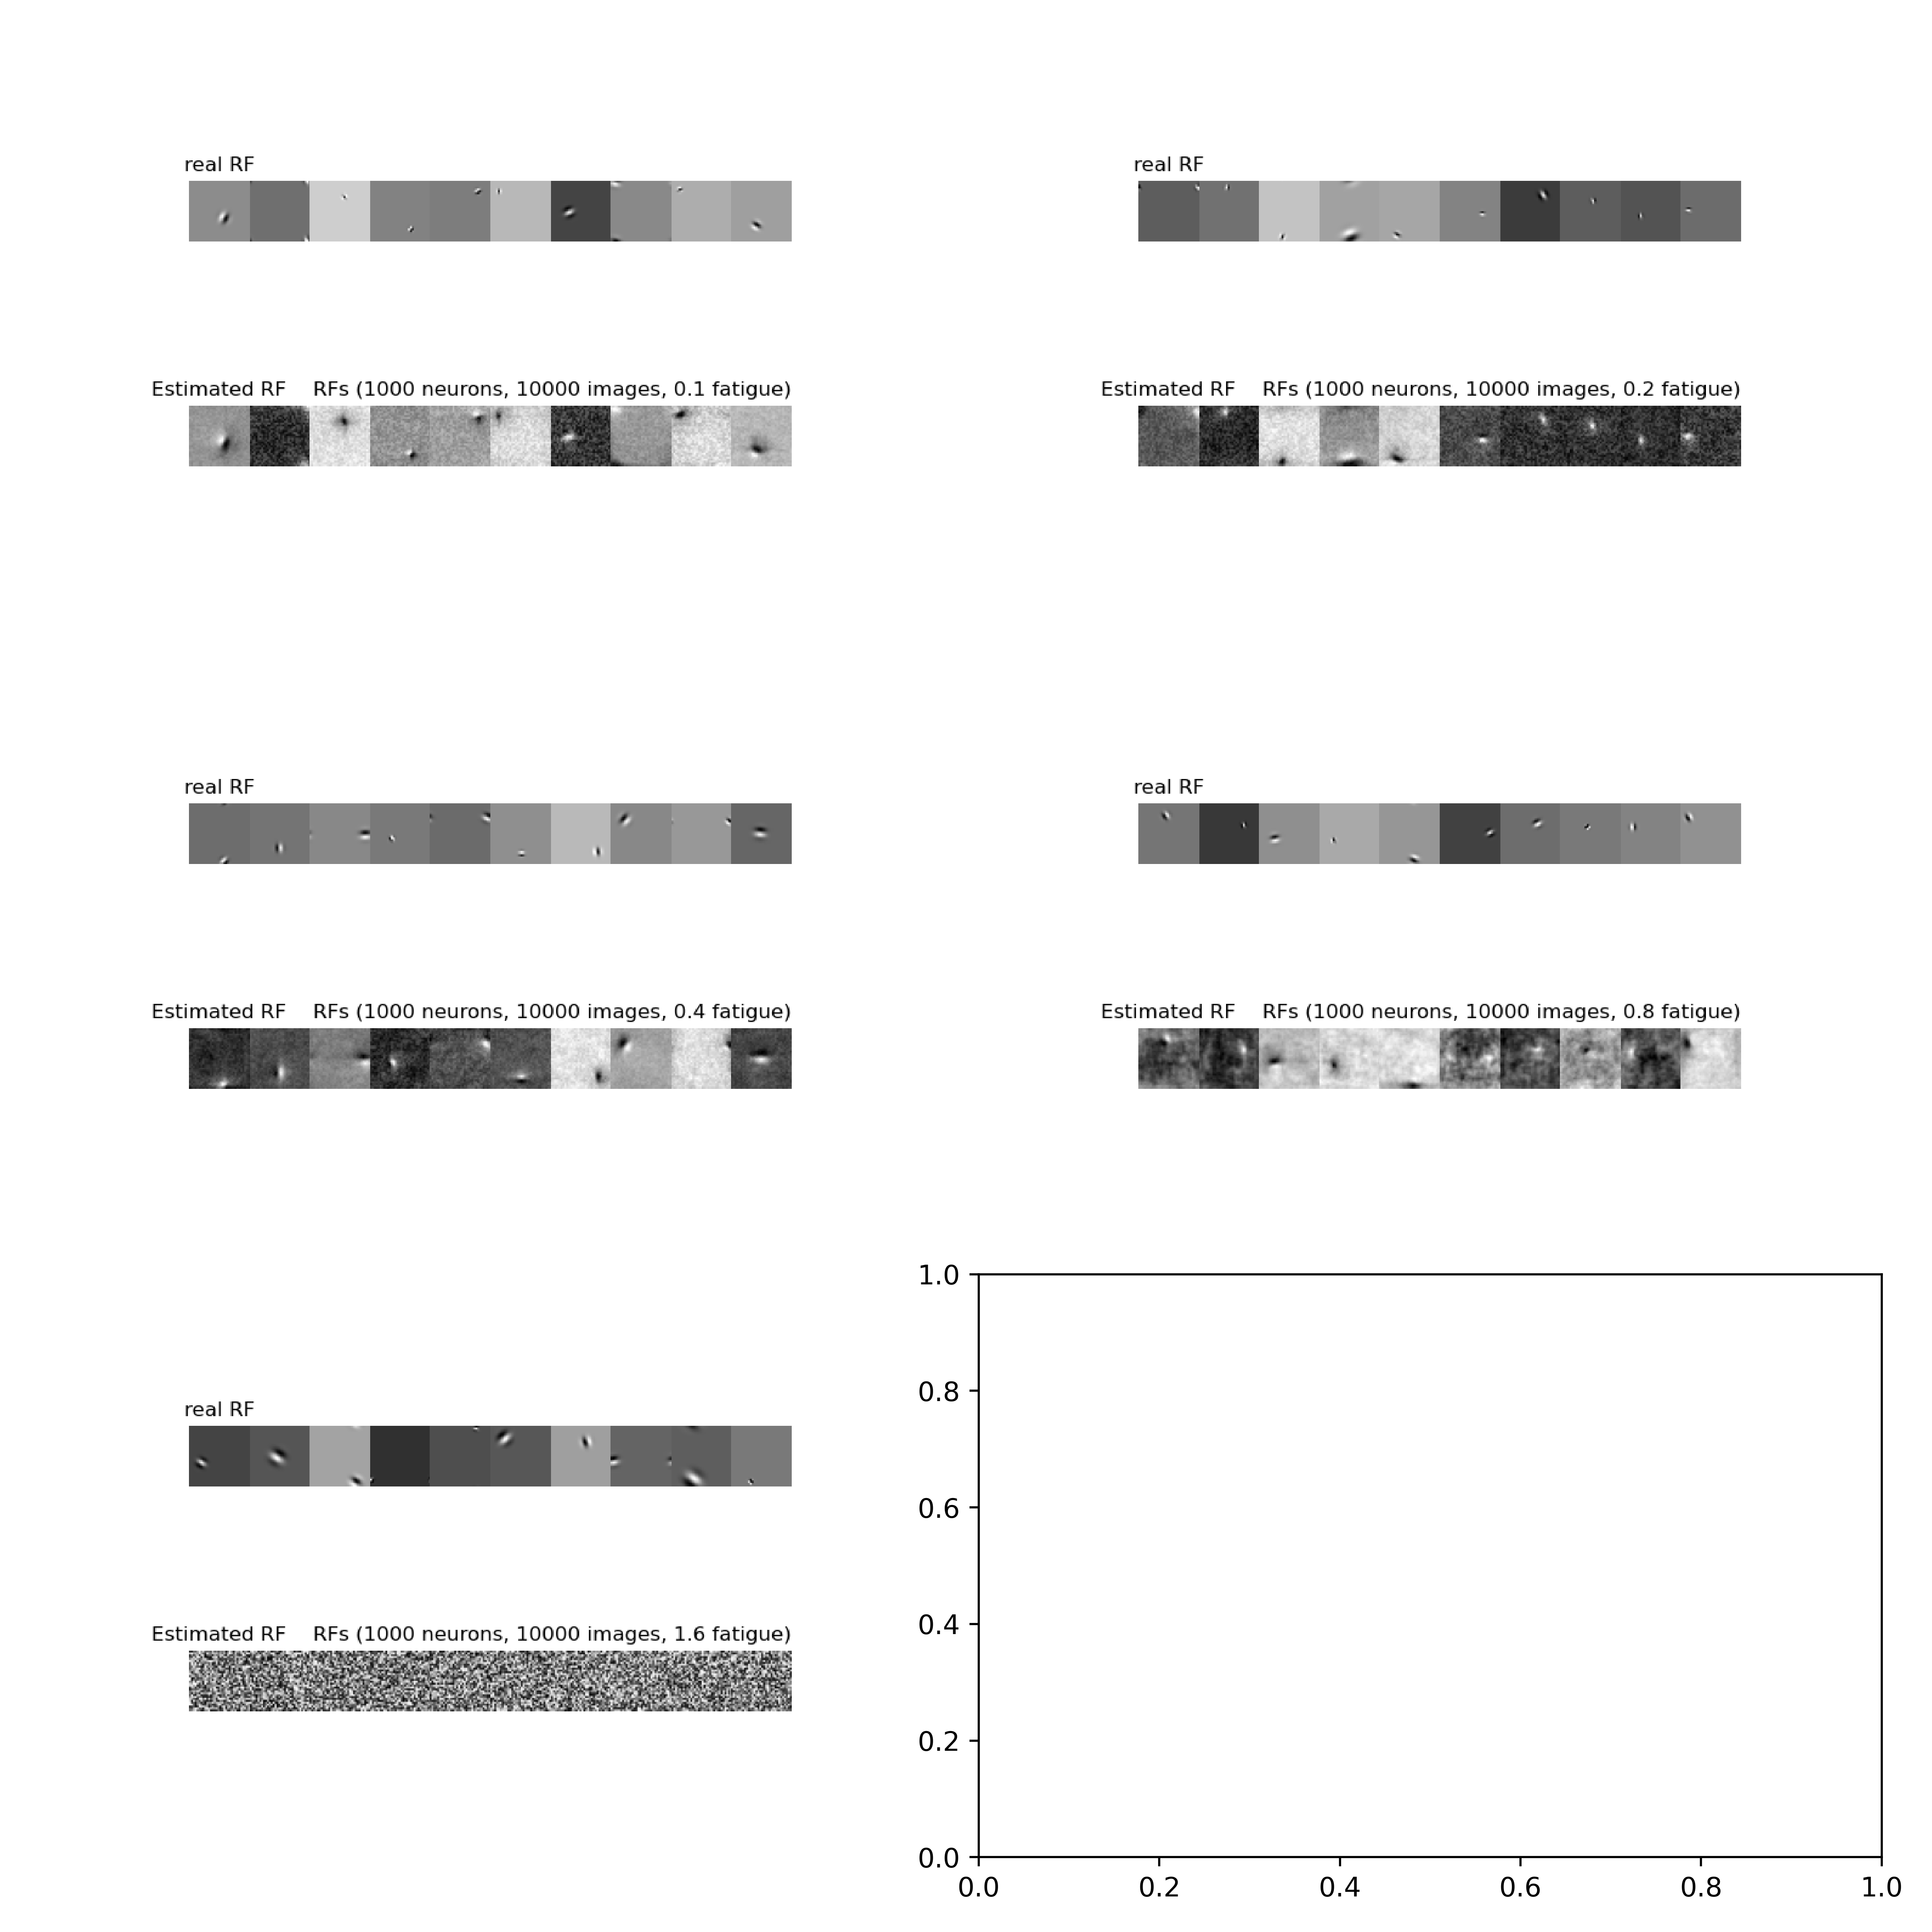 real RF
real RF
Estimated RF RFs (1000 neurons, 10000 images, 0.1 fatigue)
Estimated RF RFs (1000 neurons, 10000 images, 0.2 fatigue)
real RF
real RF
Estimated RF RFs (1000 neurons, 10000 images, 0.4 fatigue)
Estimated RF RFs (1000 neurons, 10000 images, 0.8 fatigue)
real RF
Estimated RF RFs (1000 neurons, 10000 images, 1.6 fatigue)
1.0
0.8
0.6
0.4
0.2
0.0
0.0 0.2 0.4 0.6 0.8 1.0